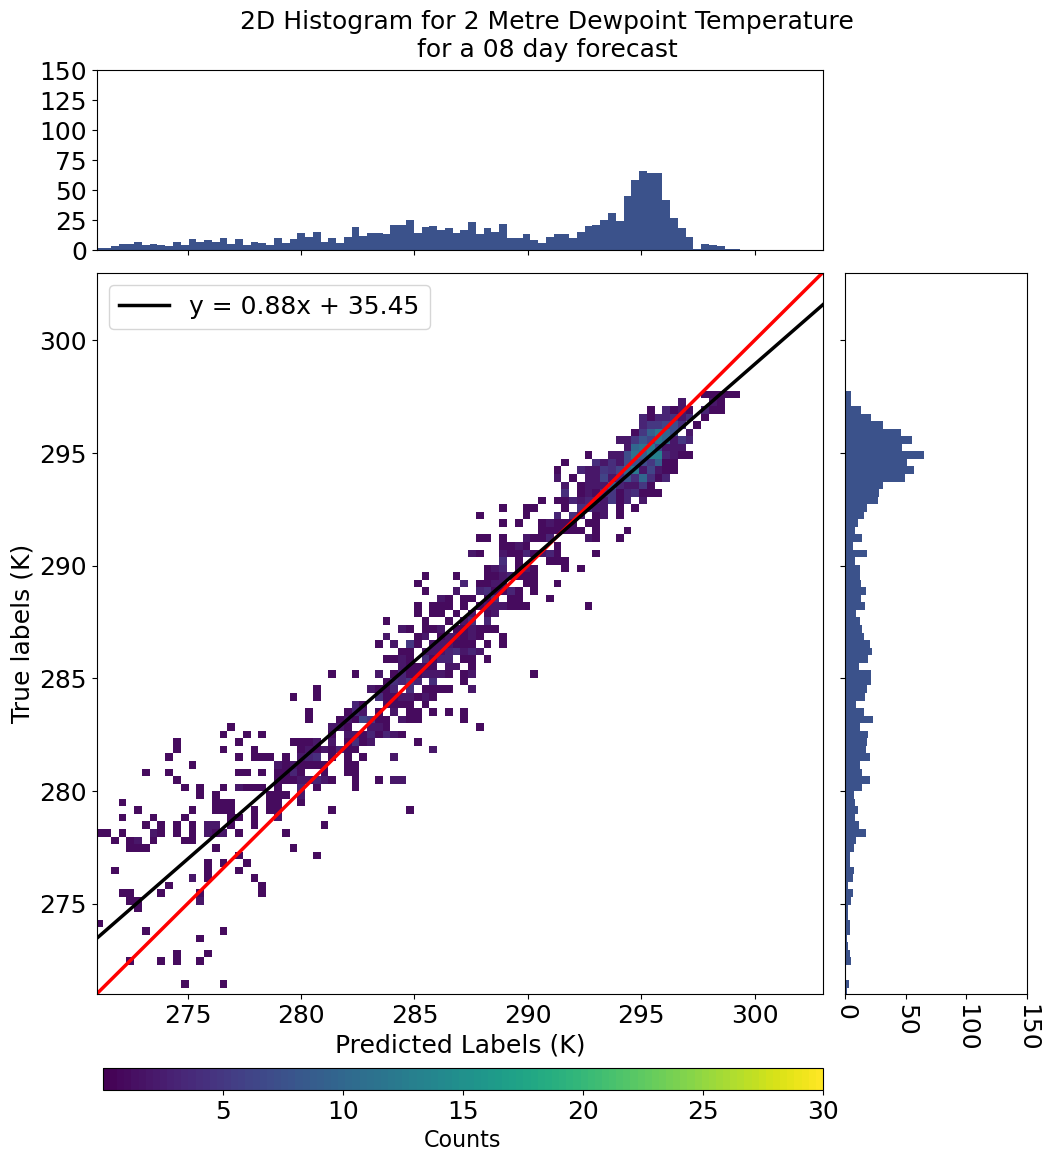 2D Histogram for 2 Metre Dewpoint Temperature
for a 08 day forecast
150
125
100
75
50
25
0
y = 0.88x + 35.45
300
295
290
285
280
275
True labels (K)
275 280 285 290 295 300
Predicted Labels (K)
0 50 100 150
5 10 15 20 25 30
Counts